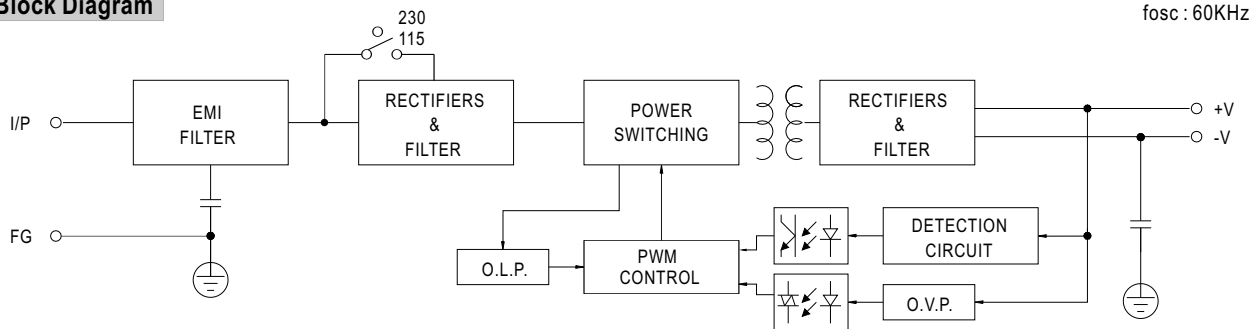 Block Diagram
fosc : 60KHz
230
115
I/P
EMI
FILTER
RECTIFIERS
&
FILTER
POWER
SWITCHING
RECTIFIERS
&
FILTER
+V
-V
FG
O.L.P.
PWM
CONTROL
DETECTION
CIRCUIT
O.V.P.